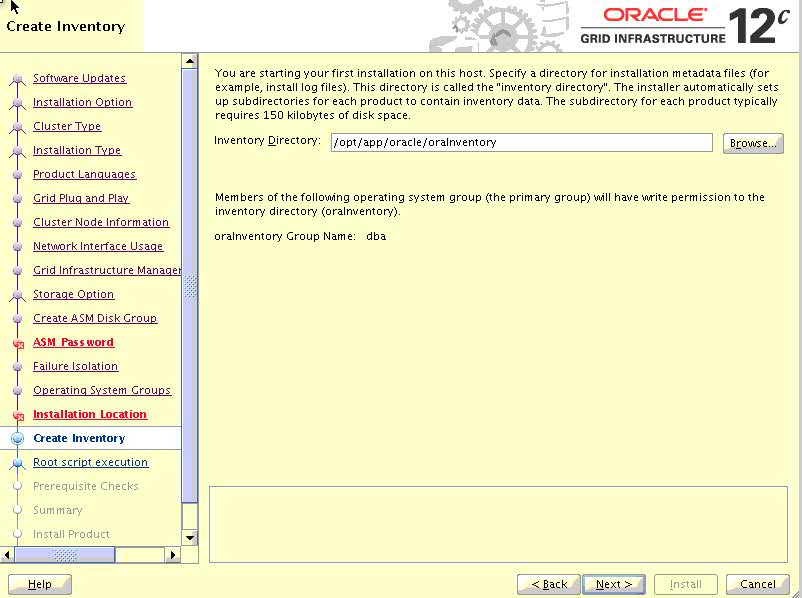 Create Inventory
ORACLE®
GRID INFRASTRUCTURE
12c
Software Updates
Installation Option
Cluster Type
Installation Type
Product Languages
Grid Plug and Play
Cluster Node Information
Network Interface Usage
Grid Infrastructure Manager
Storage Option
Create ASM Disk Group
ASM Password
Failure Isolation
Operating System Groups
Installation Location
Create Inventory
Root script execution
Prerequisite Checks
Summary
Install Product
You are starting your first installation on this host. Specify a directory for installation metadata files (for
example, install log files). This directory is called the "inventory directory". The installer automatically sets
up subdirectories for each product to contain inventory data. The subdirectory for each product typically
requires 150 kilobytes of disk space.
Inventory Directory: /opt/app/oracle/oraInventory Browse...
Members of the following operating system group (the primary group) will have write permission to the
inventory directory (oraInventory).
oraInventory Group Name: dba
Help < Back Next > Install Cancel